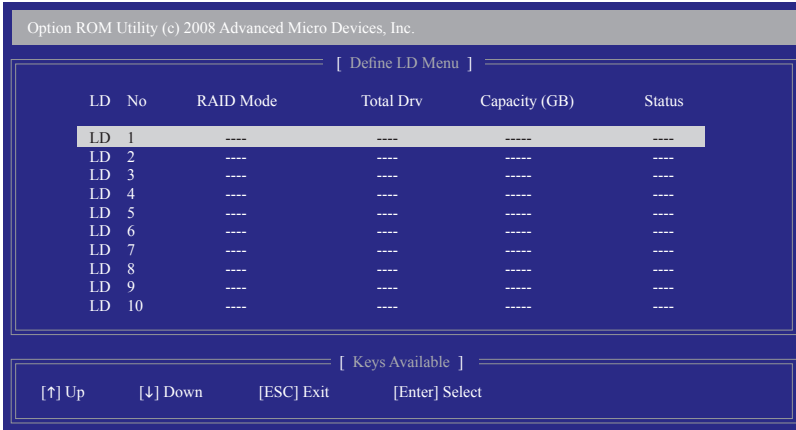 Option ROM Utility (c) 2008 Advanced Micro Devices, Inc.
[ Define LD Menu ]
LD No RAID Mode Total Drv Capacity (GB) Status
LD 1 ---- ---- ----- ----
LD 2 ---- ---- ----- ----
LD 3 ---- ---- ----- ----
LD 4 ---- ---- ----- ----
LD 5 ---- ---- ----- ----
LD 6 ---- ---- ----- ----
LD 7 ---- ---- ----- ----
LD 8 ---- ---- ----- ----
LD 9 ---- ---- ----- ----
LD 10 ---- ---- ----- ----
[ Keys Available ]
[↑] Up [↓] Down [ESC] Exit [Enter] Select